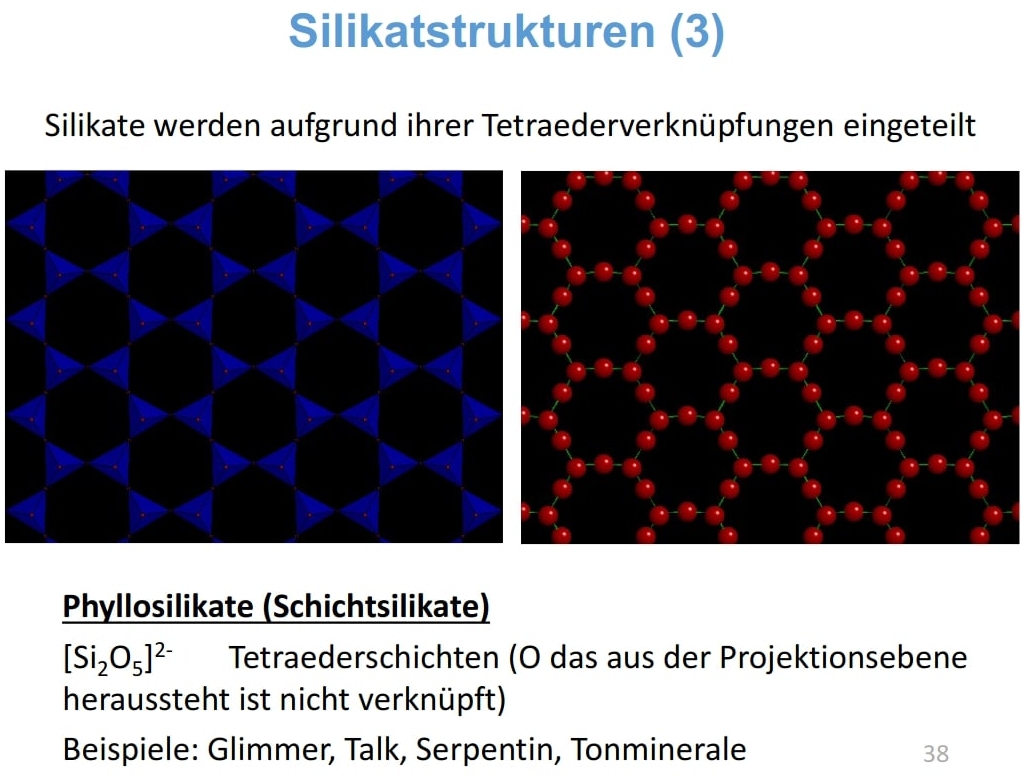 Silikatstrukturen (3)
Silikate werden aufgrund ihrer Tetraederverknüpfungen eingeteilt
Phyllosilikate (Schichtsilikate)
[Si₂O₅]²⁻ Tetraederschichten (O das aus der Projektionsebene
heraussteht ist nicht verknüpft)
Beispiele: Glimmer, Talk, Serpentin, Tonminerale
38